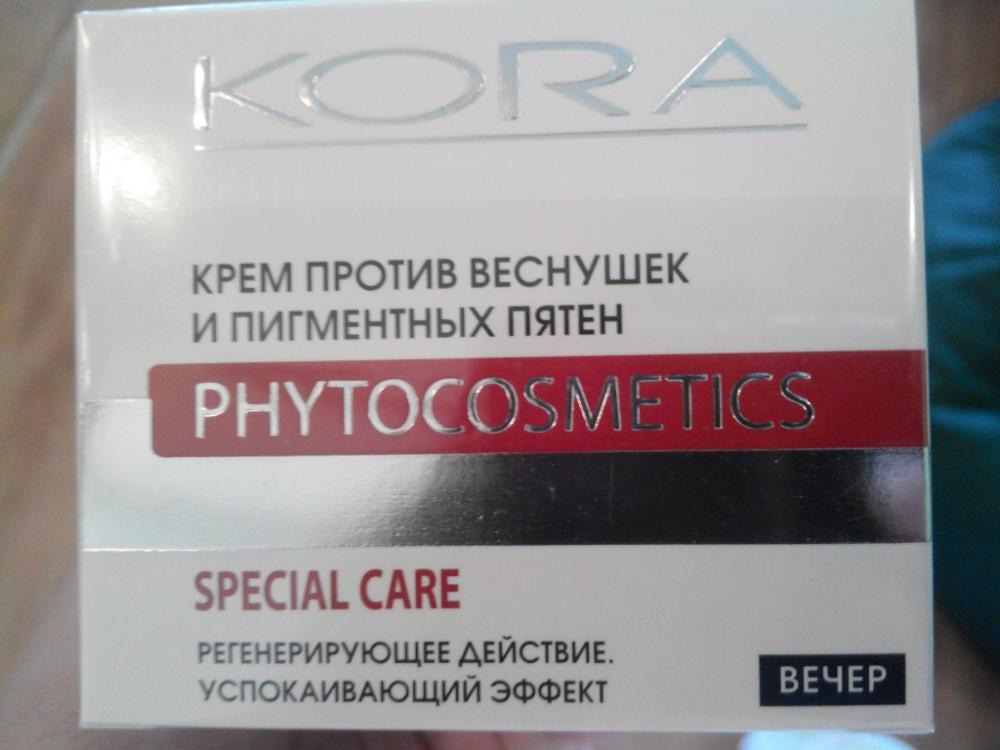 KORA
КРЕМ ПРОТИВ ВЕСНУШЕК
И ПИГМЕНТНЫХ ПЯТЕН
PHYTOCOSMETICS
SPECIAL CARE
РЕГЕНЕРИРУЮЩЕЕ ДЕЙСТВИЕ.
УСПОКАИВАЮЩИЙ ЭФФЕКТ
ВЕЧЕР